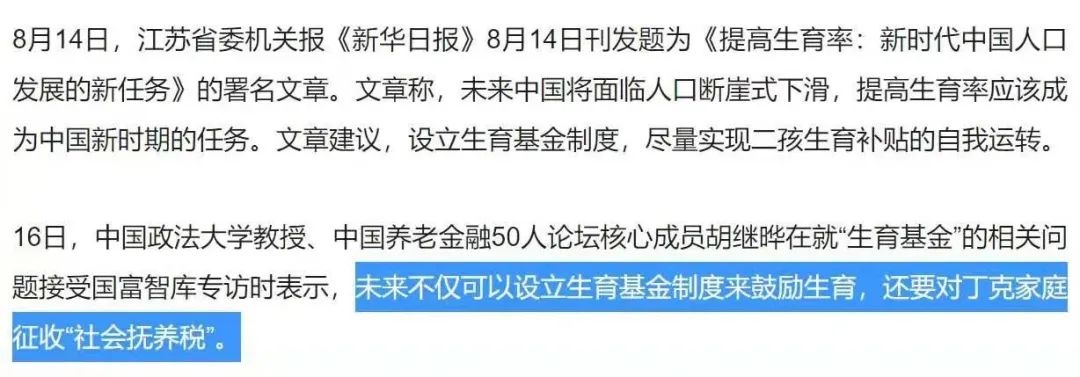 8月14日，江苏省委机关报《新华日报》8月14日刊发题为《提高生育率：新时代中国人口
发展的新任务》的署名文章。文章称，未来中国将面临人口断崖式下滑，提高生育率应该成
为中国新时期的任务。文章建议，设立生育基金制度，尽量实现二孩生育补贴的自我运转。
16日，中国政法大学教授、中国养老金融50人论坛核心成员胡继晔在就“生育基金”的相关问
题接受国富智库专访时表示，未来不仅可以设立生育基金制度来鼓励生育，还要对丁克家庭
征收“社会抚养税”。